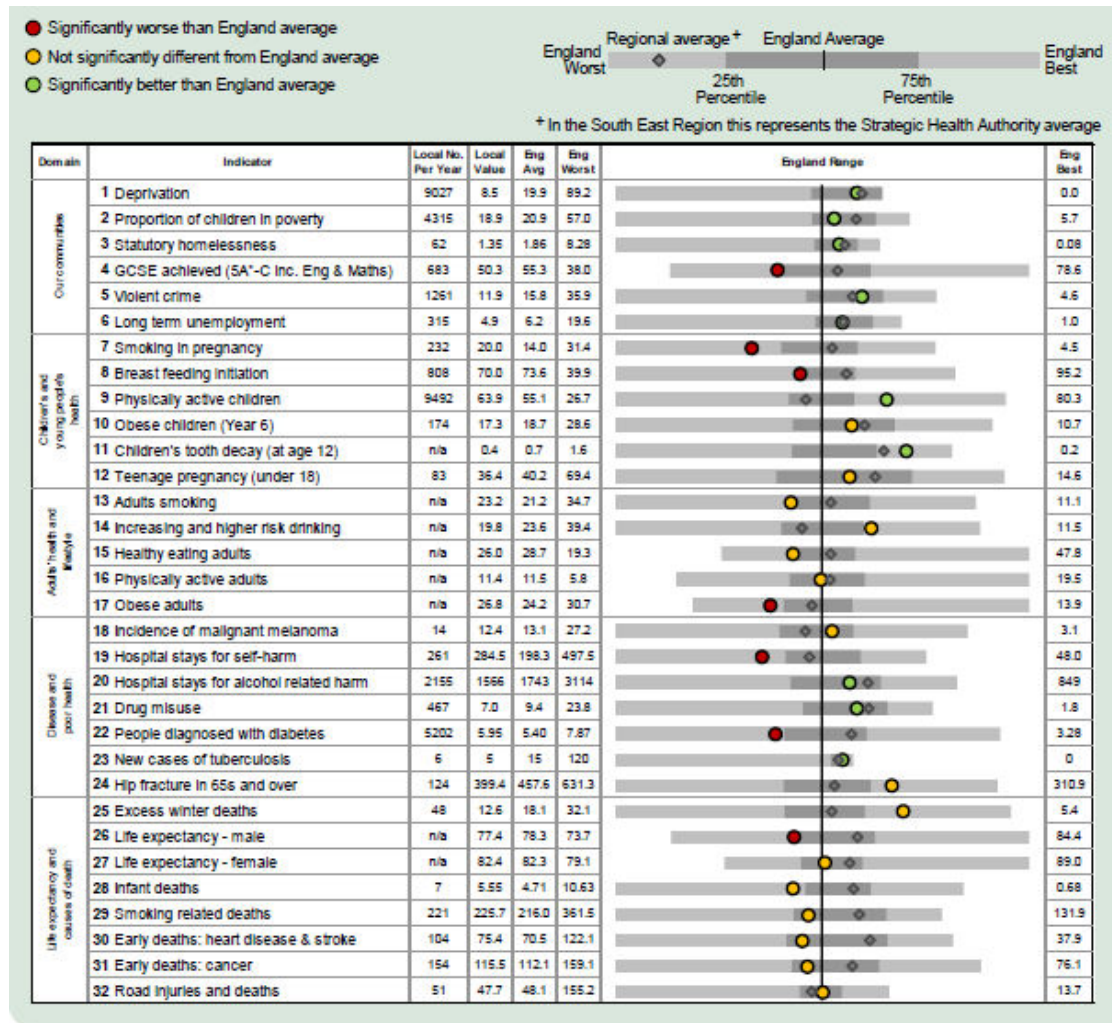 Significantly worse than England average
Not significantly different from England average
Significantly better than England average
Regional average+ England Average
England Worst
England Best
25th Percentile
75th Percentile
+ In the South East Region this represents the Strategic Health Authority average
Domain Indicator Local No. Per Year Local Value Eng Avg Eng Worst England Range Eng Best
Our communities
1 Deprivation 9027 8.5 19.9 89.2 0.0
2 Proportion of children in poverty 4315 18.9 20.9 57.0 5.7
3 Statutory homelessness 62 1.35 1.86 8.28 0.08
4 GCSE achieved (5A*-C inc. Eng & Maths) 683 50.3 55.3 38.0 78.6
5 Violent crime 1261 11.9 15.8 35.9 4.6
6 Long term unemployment 315 4.9 6.2 19.6 1.0
Children's and young people's health
7 Smoking in pregnancy 232 20.0 14.0 31.4 4.5
8 Breast feeding initiation 808 70.0 73.6 39.9 95.2
9 Physically active children 9492 63.9 55.1 26.7 80.3
10 Obese children (Year 6) 174 17.3 18.7 28.6 10.7
11 Children's tooth decay (at age 12) n/a 0.4 0.7 1.6 0.2
12 Teenage pregnancy (under 18) 83 36.4 40.2 69.4 14.6
Adults' health and lifestyle
13 Adults smoking n/a 23.2 21.2 34.7 11.1
14 Increasing and higher risk drinking n/a 19.8 23.6 39.4 11.5
15 Healthy eating adults n/a 26.0 28.7 19.3 47.8
16 Physically active adults n/a 11.4 11.5 5.8 19.5
17 Obese adults n/a 26.8 24.2 30.7 13.9
Disease and poor health
18 Incidence of malignant melanoma 14 12.4 13.1 27.2 3.1
19 Hospital stays for self-harm 261 284.5 198.3 497.5 48.0
20 Hospital stays for alcohol related harm 2155 1566 1743 3114 849
21 Drug misuse 467 7.0 9.4 23.8 1.8
22 People diagnosed with diabetes 5202 5.95 5.40 7.87 3.28
23 New cases of tuberculosis 6 5 15 120 0
24 Hip fracture in 65s and over 124 399.4 457.6 631.3 310.9
Life expectancy and causes of death
25 Excess winter deaths 48 12.6 18.1 32.1 5.4
26 Life expectancy - male n/a 77.4 78.3 73.7 84.4
27 Life expectancy - female n/a 82.4 82.3 79.1 89.0
28 Infant deaths 7 5.55 4.71 10.63 0.68
29 Smoking related deaths 221 225.7 216.0 361.5 131.9
30 Early deaths: heart disease & stroke 104 75.4 70.5 122.1 37.9
31 Early deaths: cancer 154 115.5 112.1 159.1 76.1
32 Road injuries and deaths 51 47.7 48.1 155.2 13.7